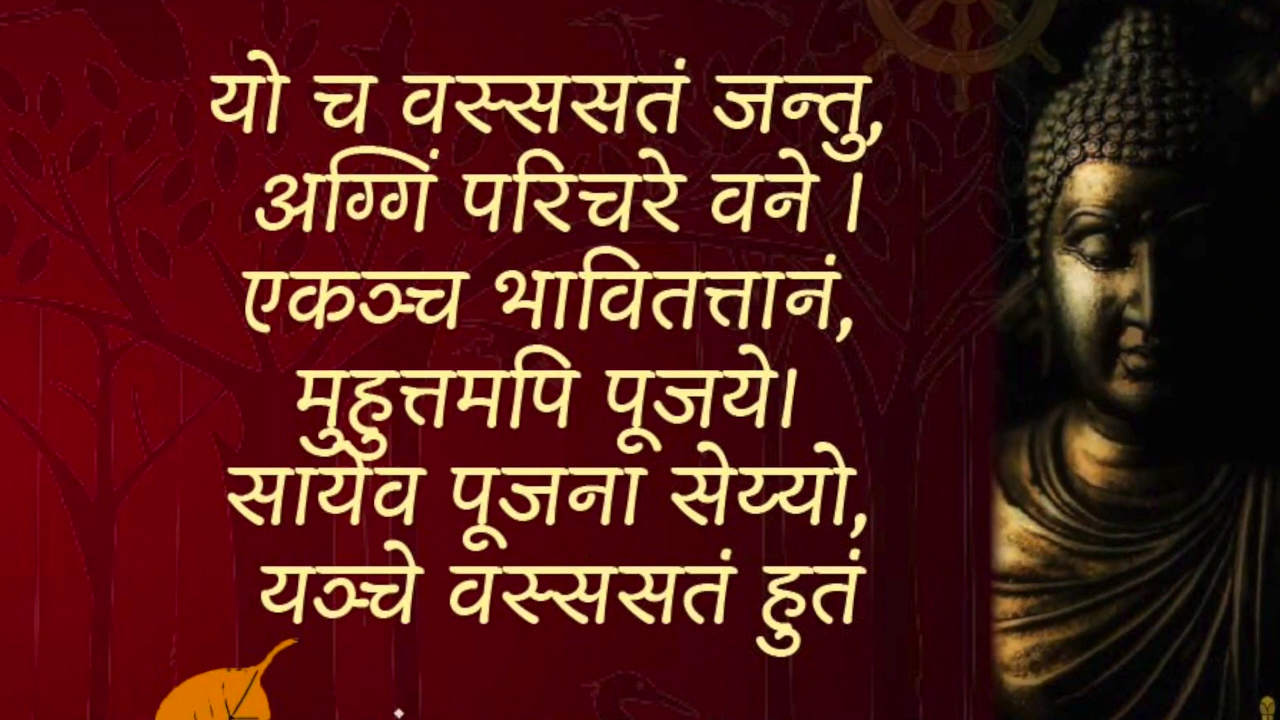 यो च वस्ससतं जन्तु,
अग्गिं परिचरे वने ।
एकञ्च भावितत्तानं,
मुहुत्तमपि पूजये।
सायेव पूजना सेय्यो,
यञ्चे वस्ससतं हुतं